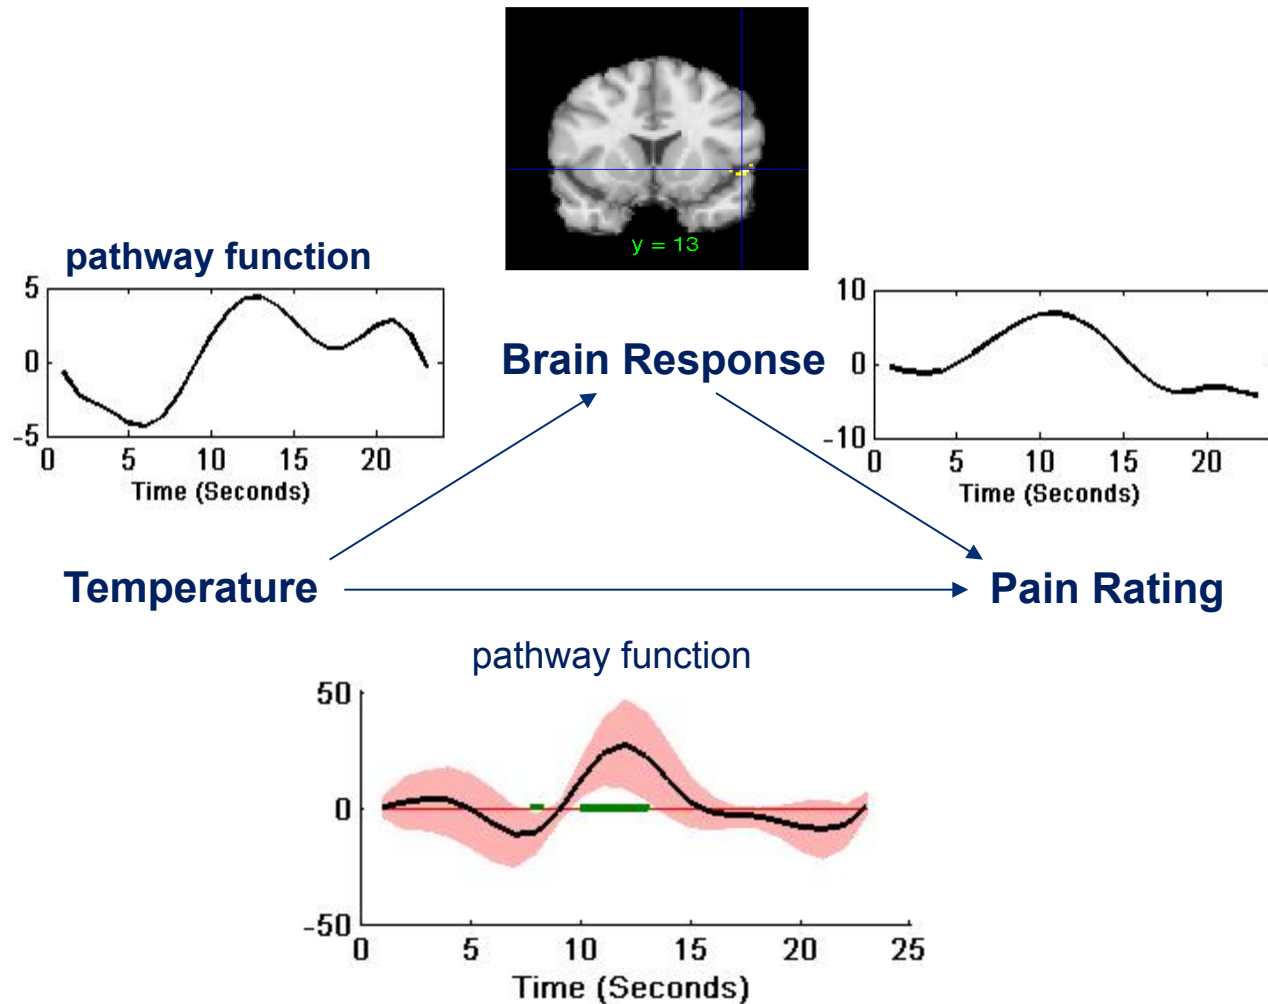 y = 13
pathway function
5
0
-5
0 5 10 15 20
Time (Seconds)
Brain Response
10
0
-10
0 5 10 15 20
Time (Seconds)
Temperature
Pain Rating
pathway function
50
0
-50
0 5 10 15 20 25
Time (Seconds)